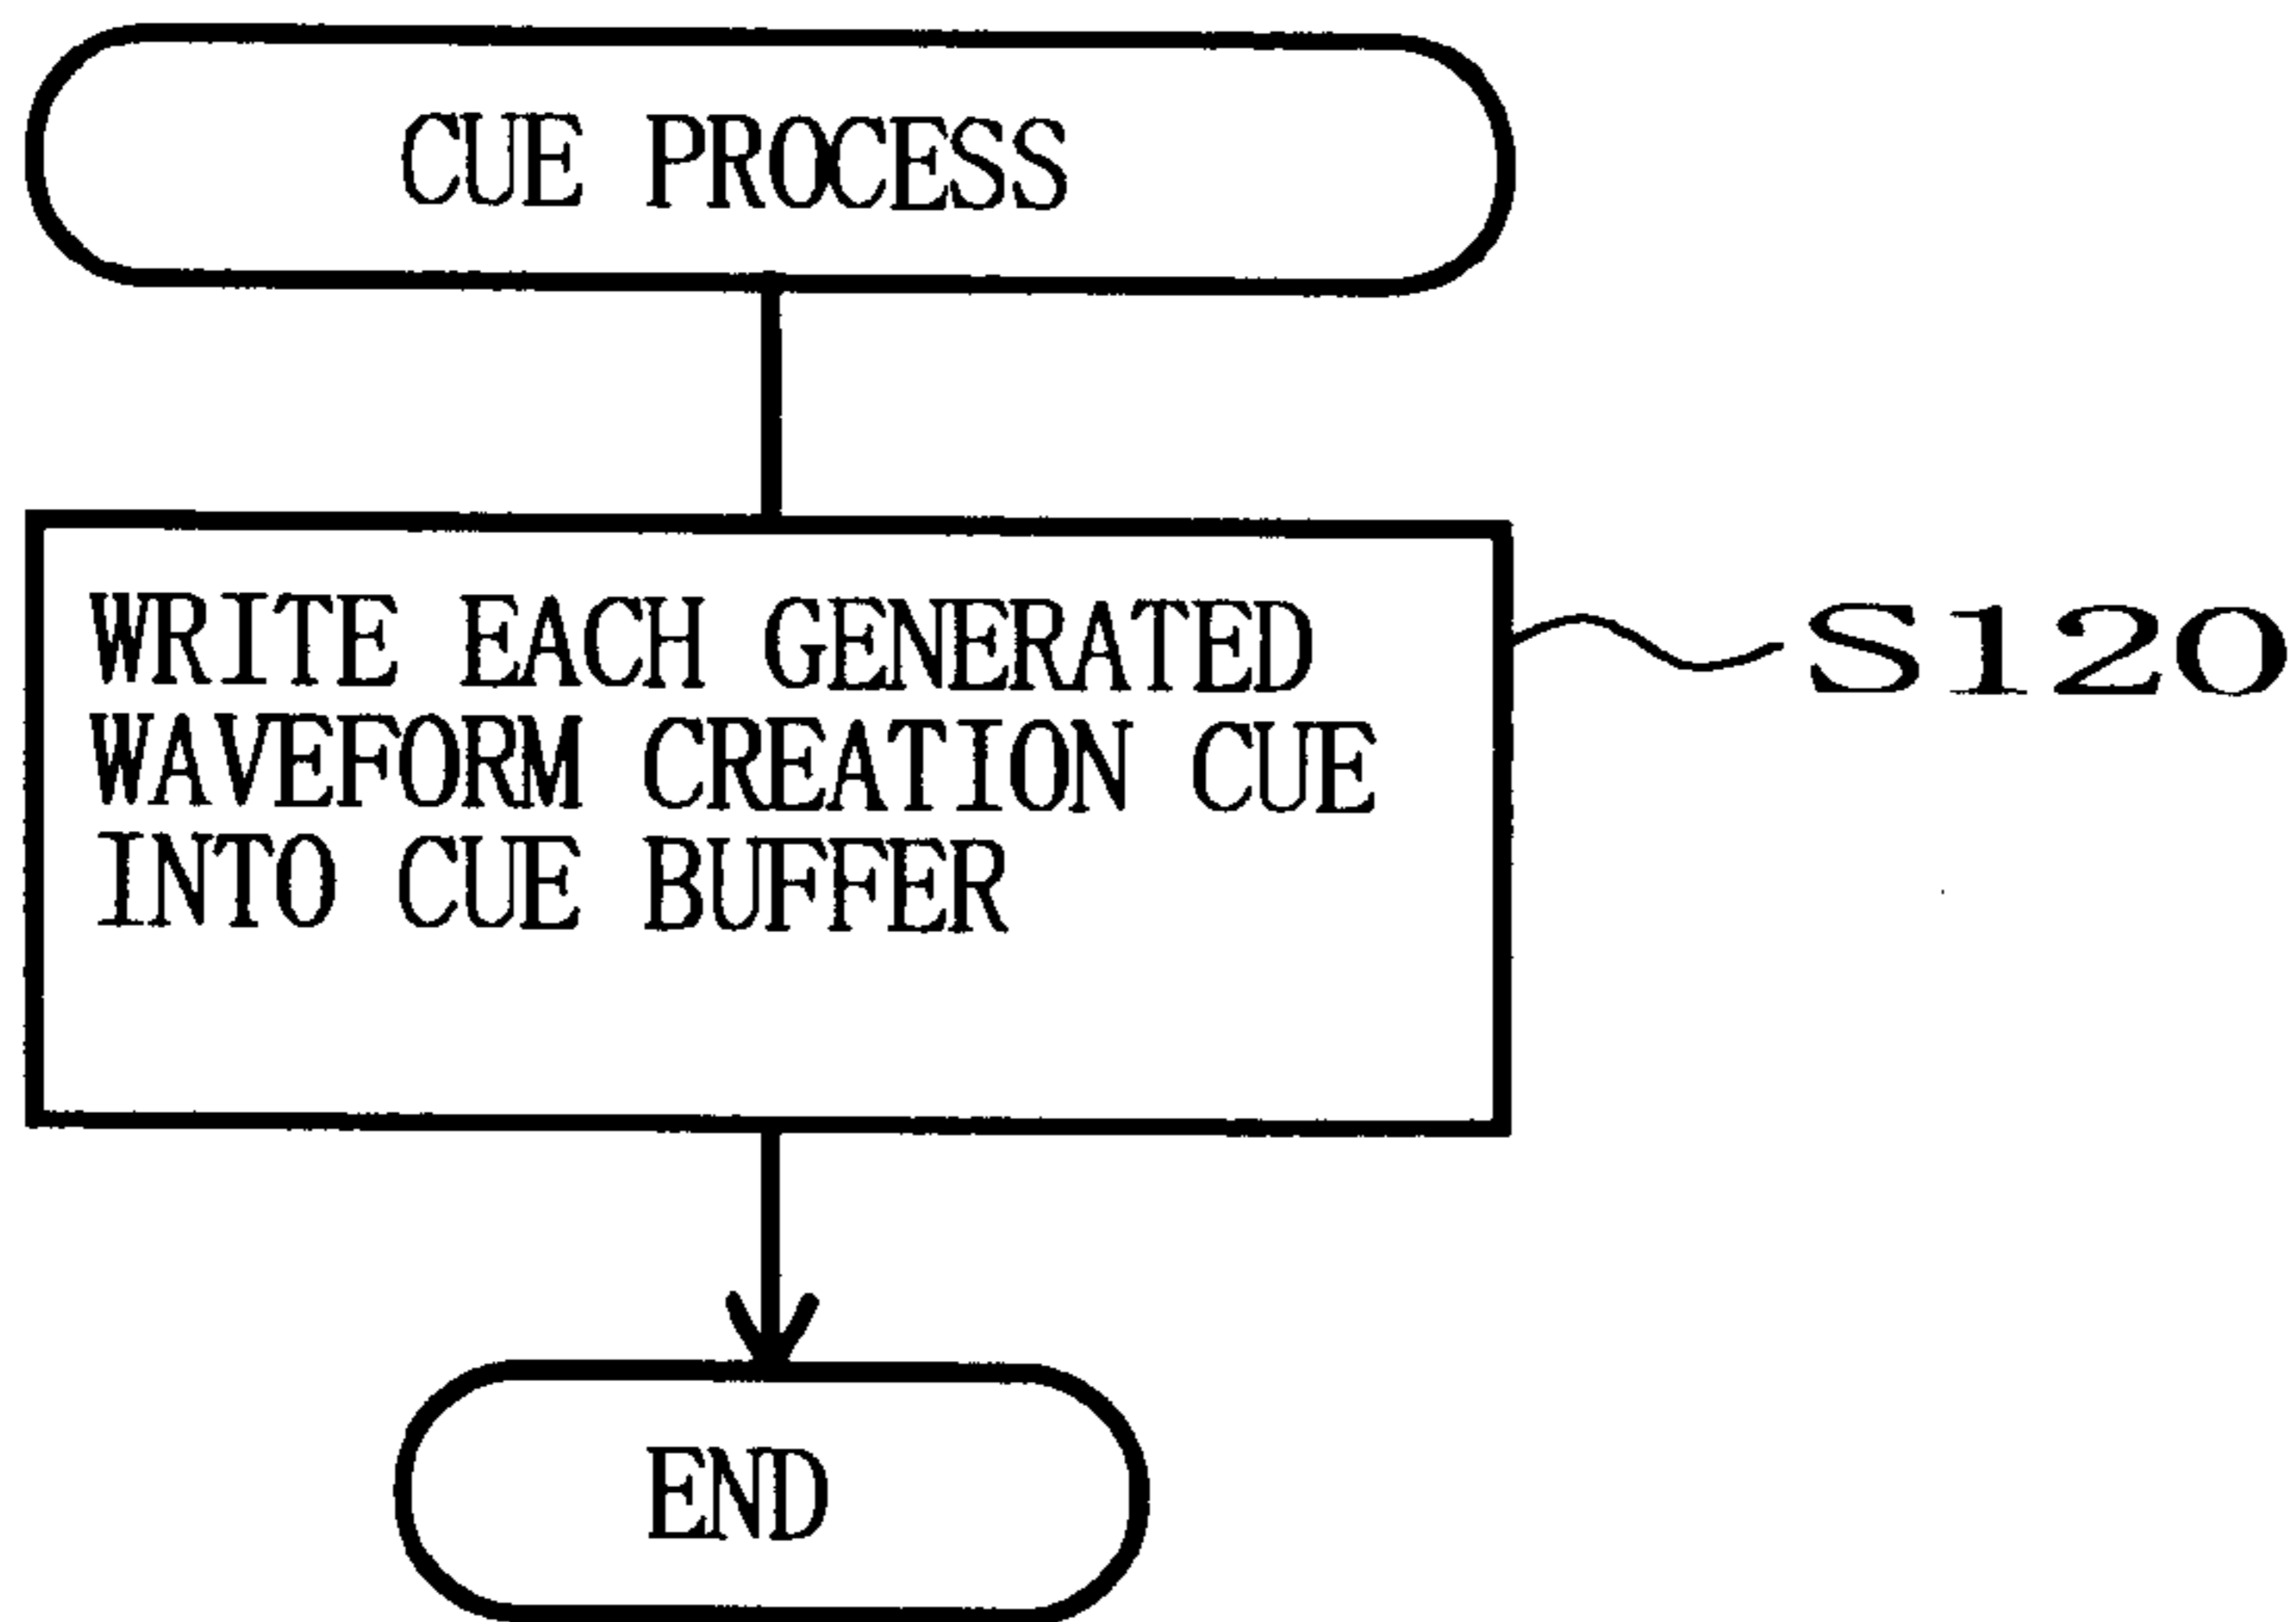 CUE PROCESS
WRITE EACH GENERATED
WAVEFORM CREATION CUE
INTO CUE BUFFER
S120
END